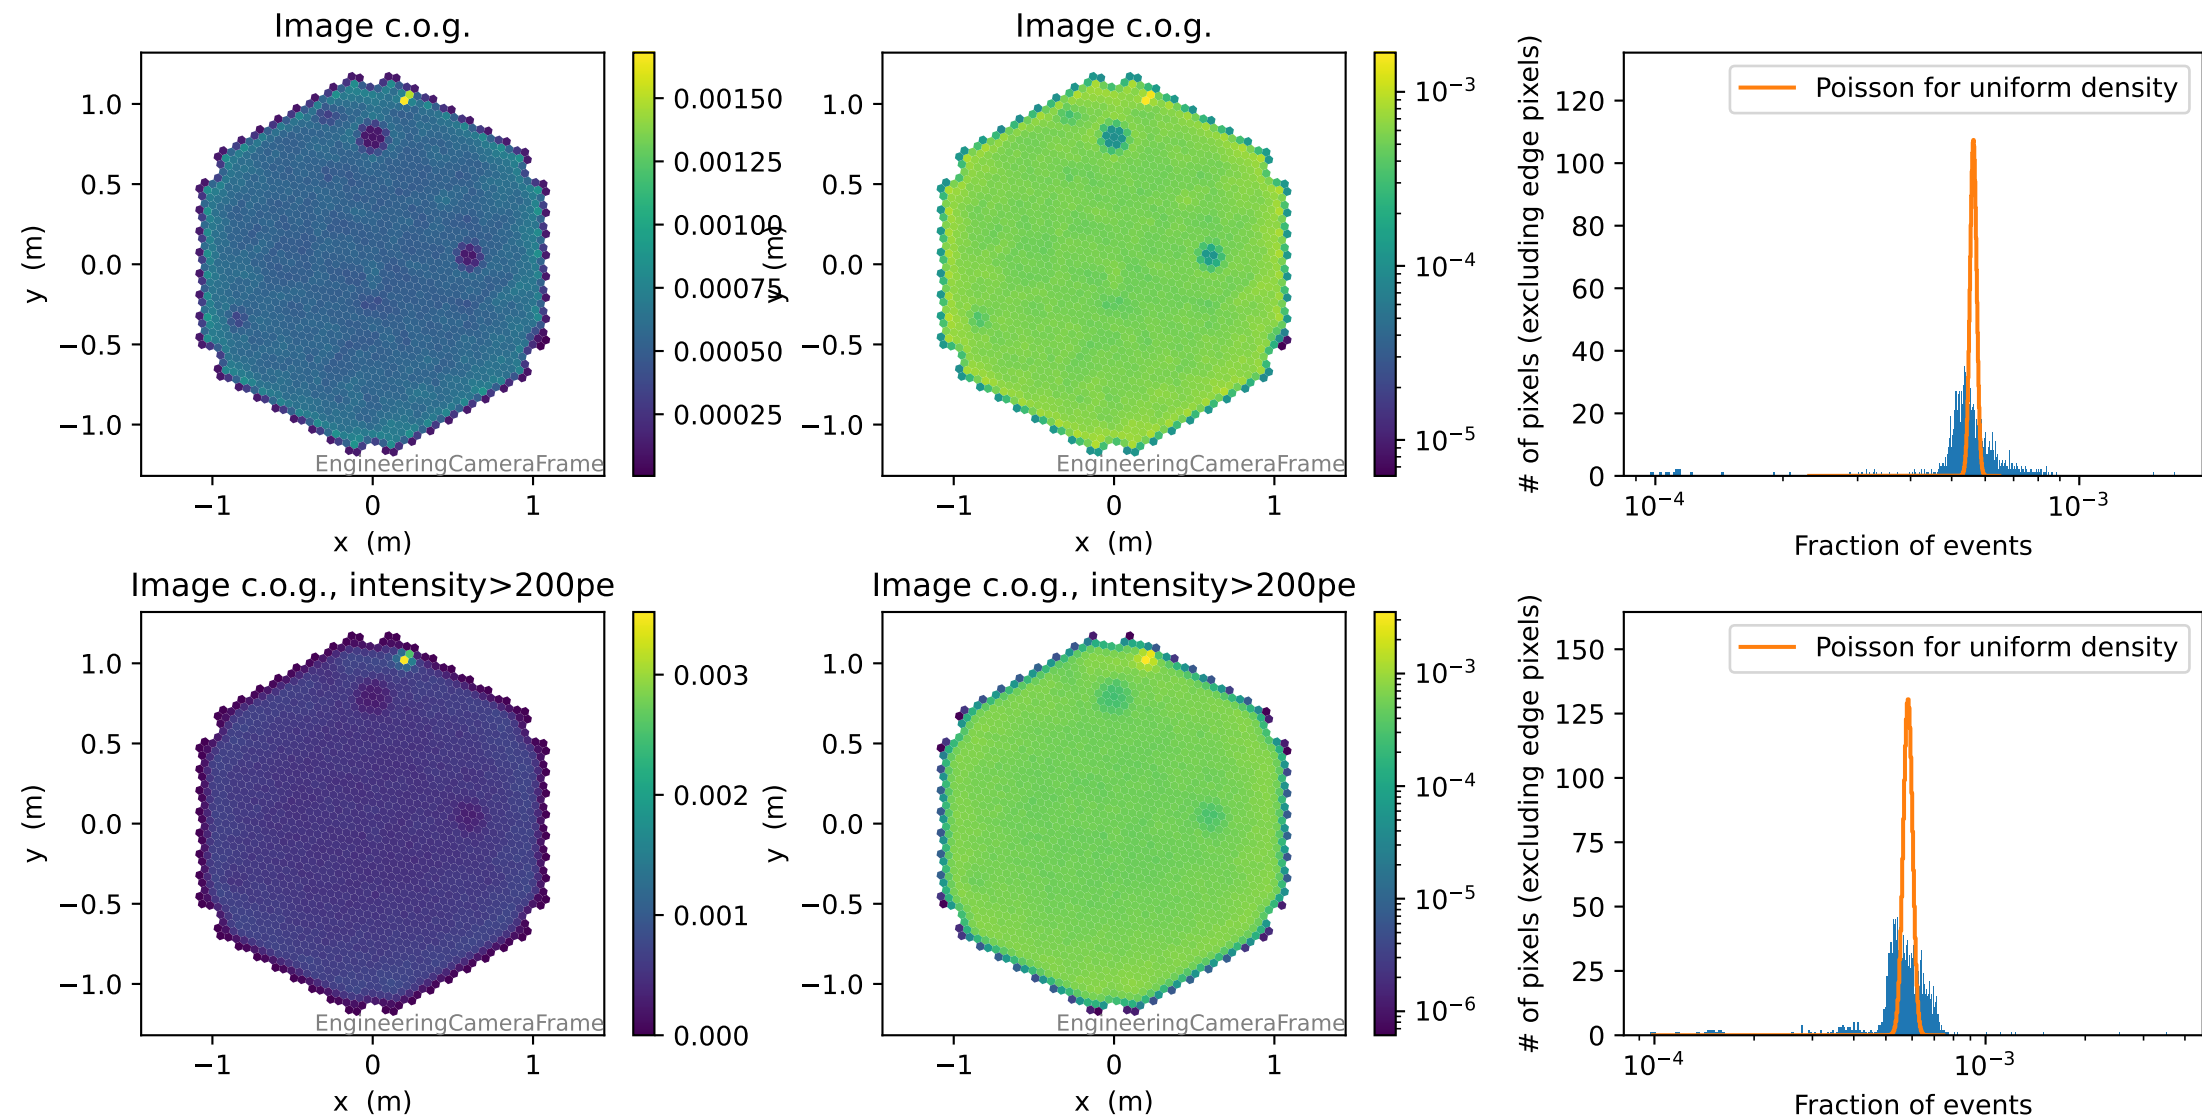 Image c.o.g.
1.0
0.5
0.0
−0.5
−1.0
y (m)
−1 0 1
x (m)
EngineeringCameraFrame
0.00150
0.00125
0.00100
0.00075
0.00050
0.00025
Image c.o.g.
1.0
0.5
0.0
−0.5
−1.0
y (m)
−1 0 1
x (m)
EngineeringCameraFrame
10⁻³
10⁻⁴
10⁻⁵
Poisson for uniform density
120
100
80
60
40
20
0
# of pixels (excluding edge pixels)
10⁻⁴ 10⁻³
Fraction of events
Image c.o.g., intensity>200pe
1.0
0.5
0.0
−0.5
−1.0
y (m)
−1 0 1
x (m)
EngineeringCameraFrame
0.003
0.002
0.001
0.000
Image c.o.g., intensity>200pe
1.0
0.5
0.0
−0.5
−1.0
y (m)
−1 0 1
x (m)
EngineeringCameraFrame
10⁻³
10⁻⁴
10⁻⁵
10⁻⁶
Poisson for uniform density
150
125
100
75
50
25
0
# of pixels (excluding edge pixels)
10⁻⁴ 10⁻³
Fraction of events